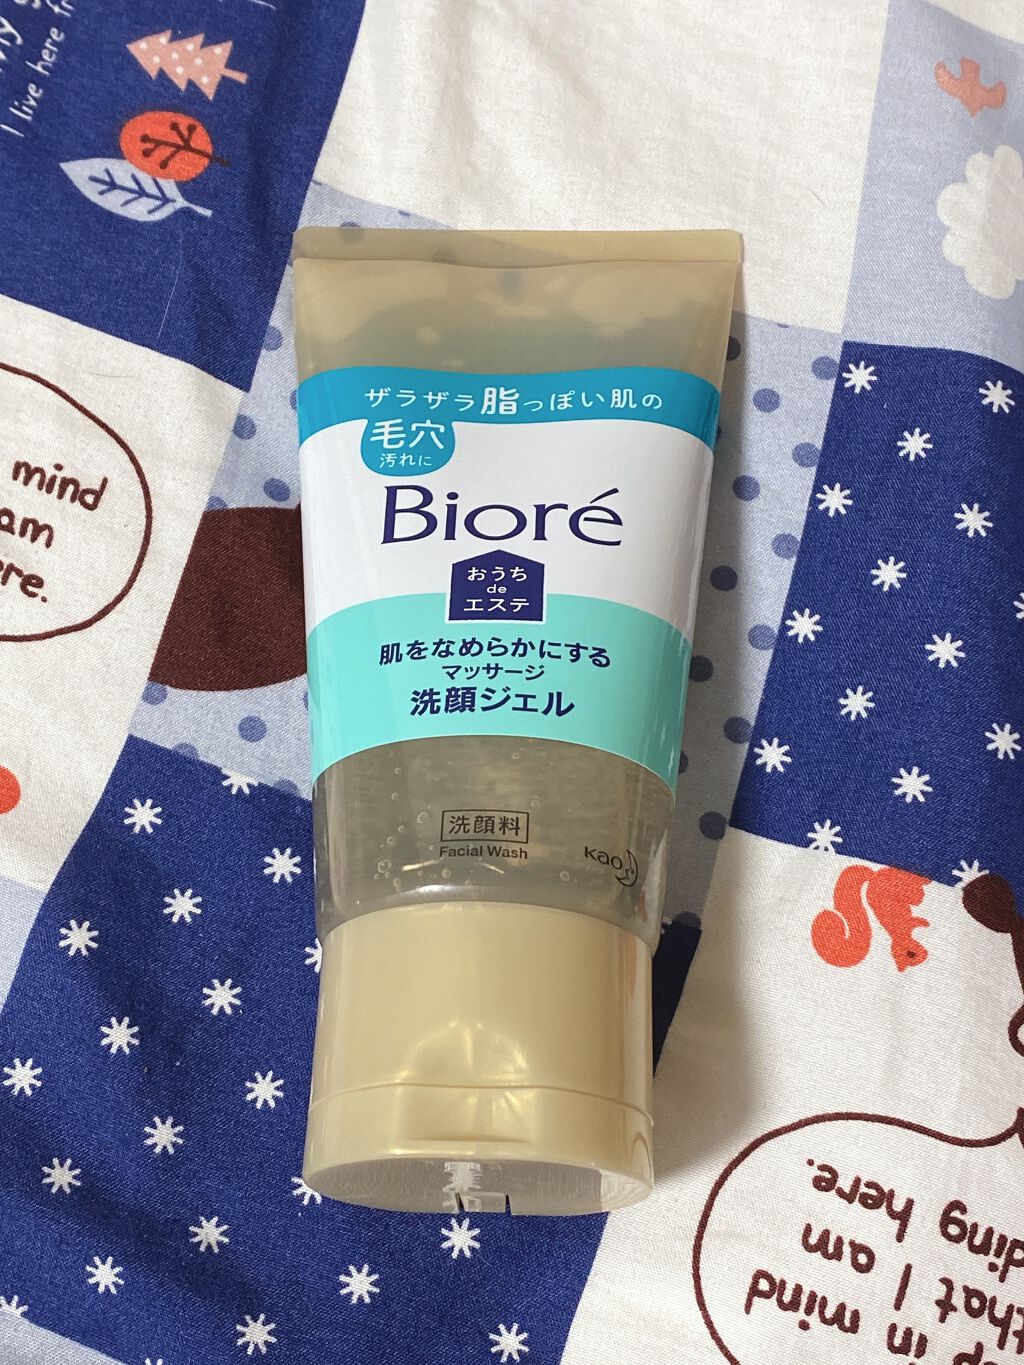 I live here fr
mind
am
ere.
ザラザラ脂っぽい肌の
毛穴
汚れに
Bioré
おうち
de
エステ
肌をなめらかにする
マッサージ
洗顔ジェル
洗顔料
Facial Wash
Kao
p in mind
that I am
ding here.